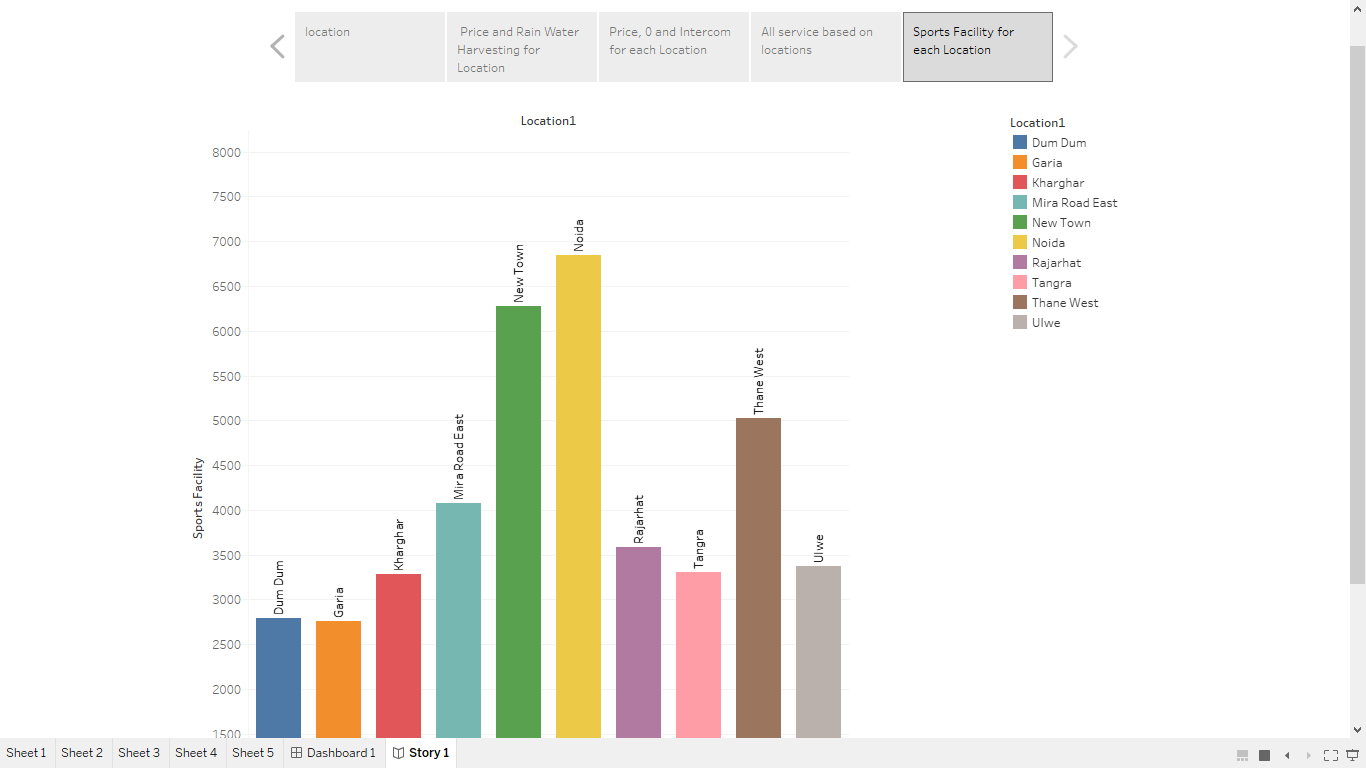 location
Price and Rain Water
Harvesting for
Location
Price, 0 and Intercom
for each Location
All service based on
locations
Sports Facility for
each Location
Location1
8000
7500
7000
6500
6000
5500
5000
4500
4000
3500
3000
2500
2000
1500
Sports Facility
Dum Dum
Garia
Kharghar
Mira Road East
New Town
Noida
Rajarhat
Tangra
Thane West
Ulwe
Location1
Dum Dum
Garia
Kharghar
Mira Road East
New Town
Noida
Rajarhat
Tangra
Thane West
Ulwe
Sheet 1
Sheet 2
Sheet 3
Sheet 4
Sheet 5
Dashboard 1
Story 1